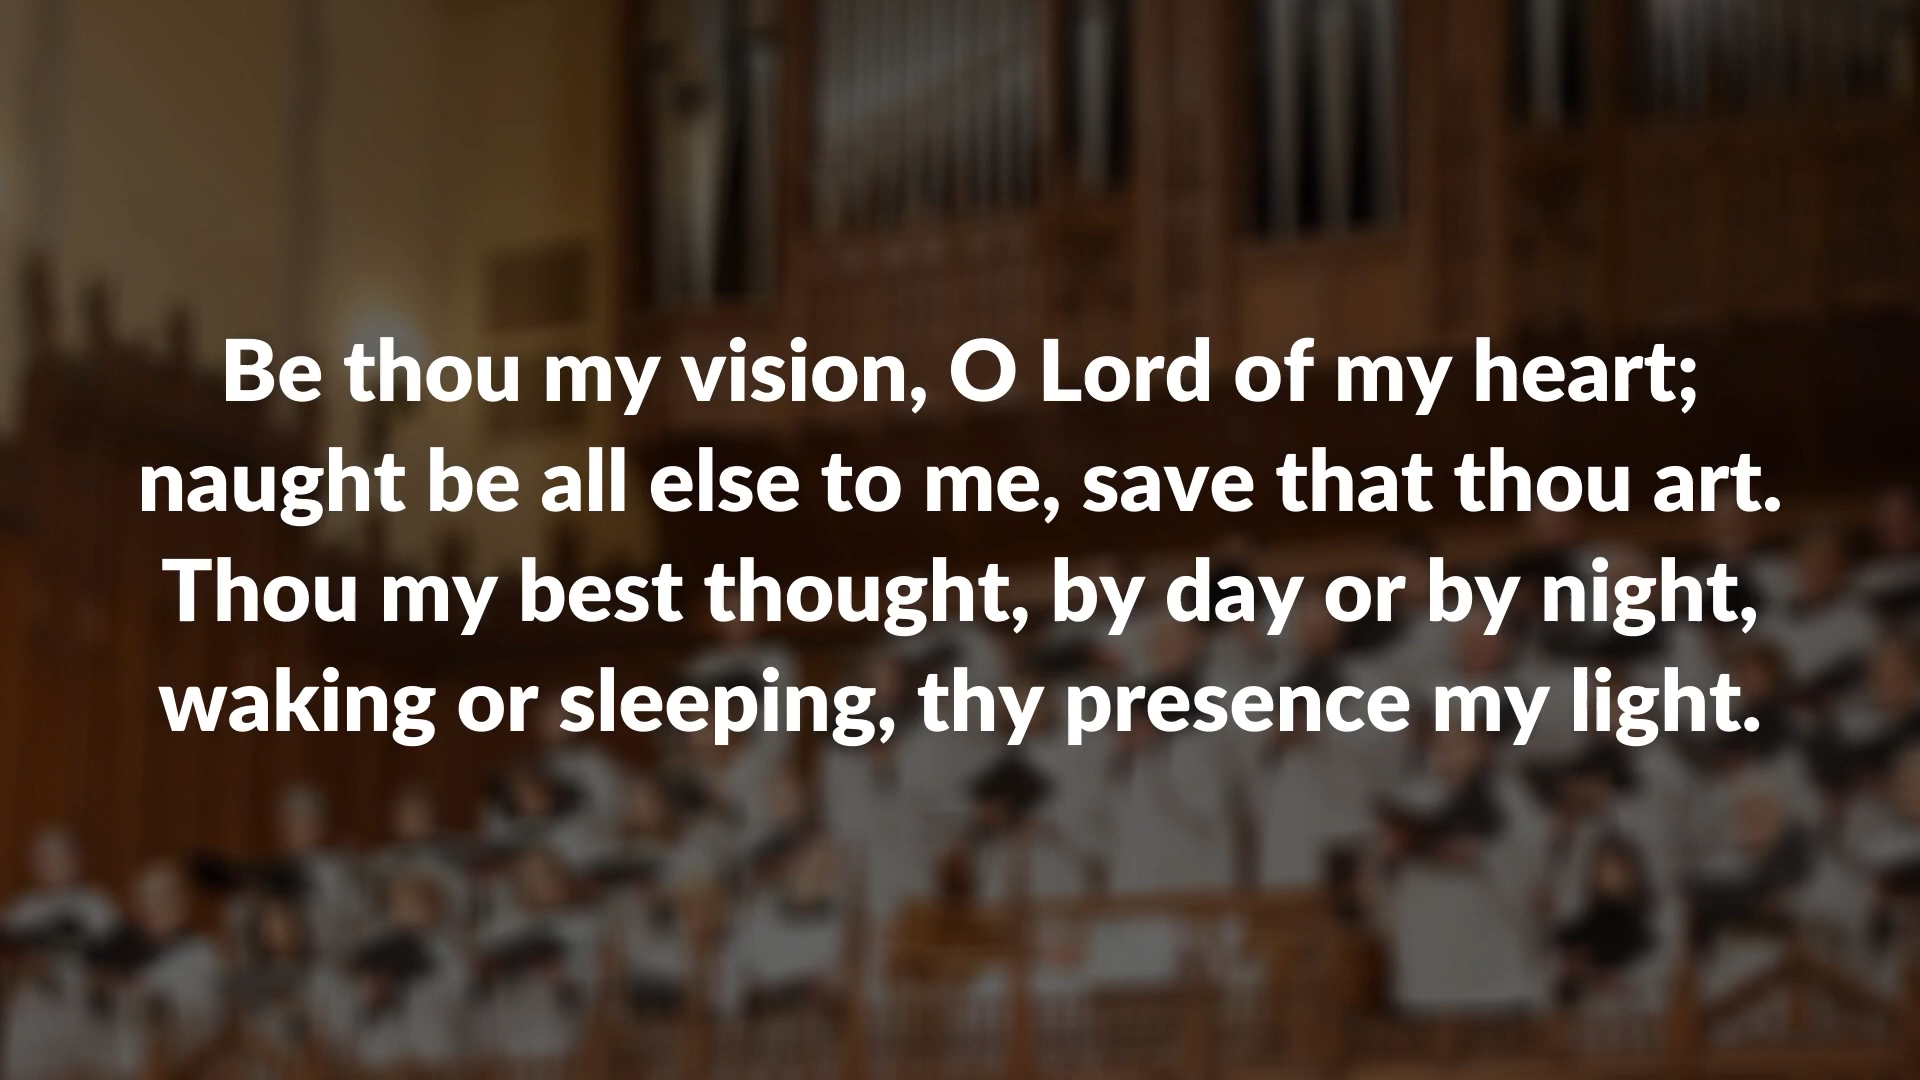 Be thou my vision, O Lord of my heart;
naught be all else to me, save that thou art.
Thou my best thought, by day or by night,
waking or sleeping, thy presence my light.